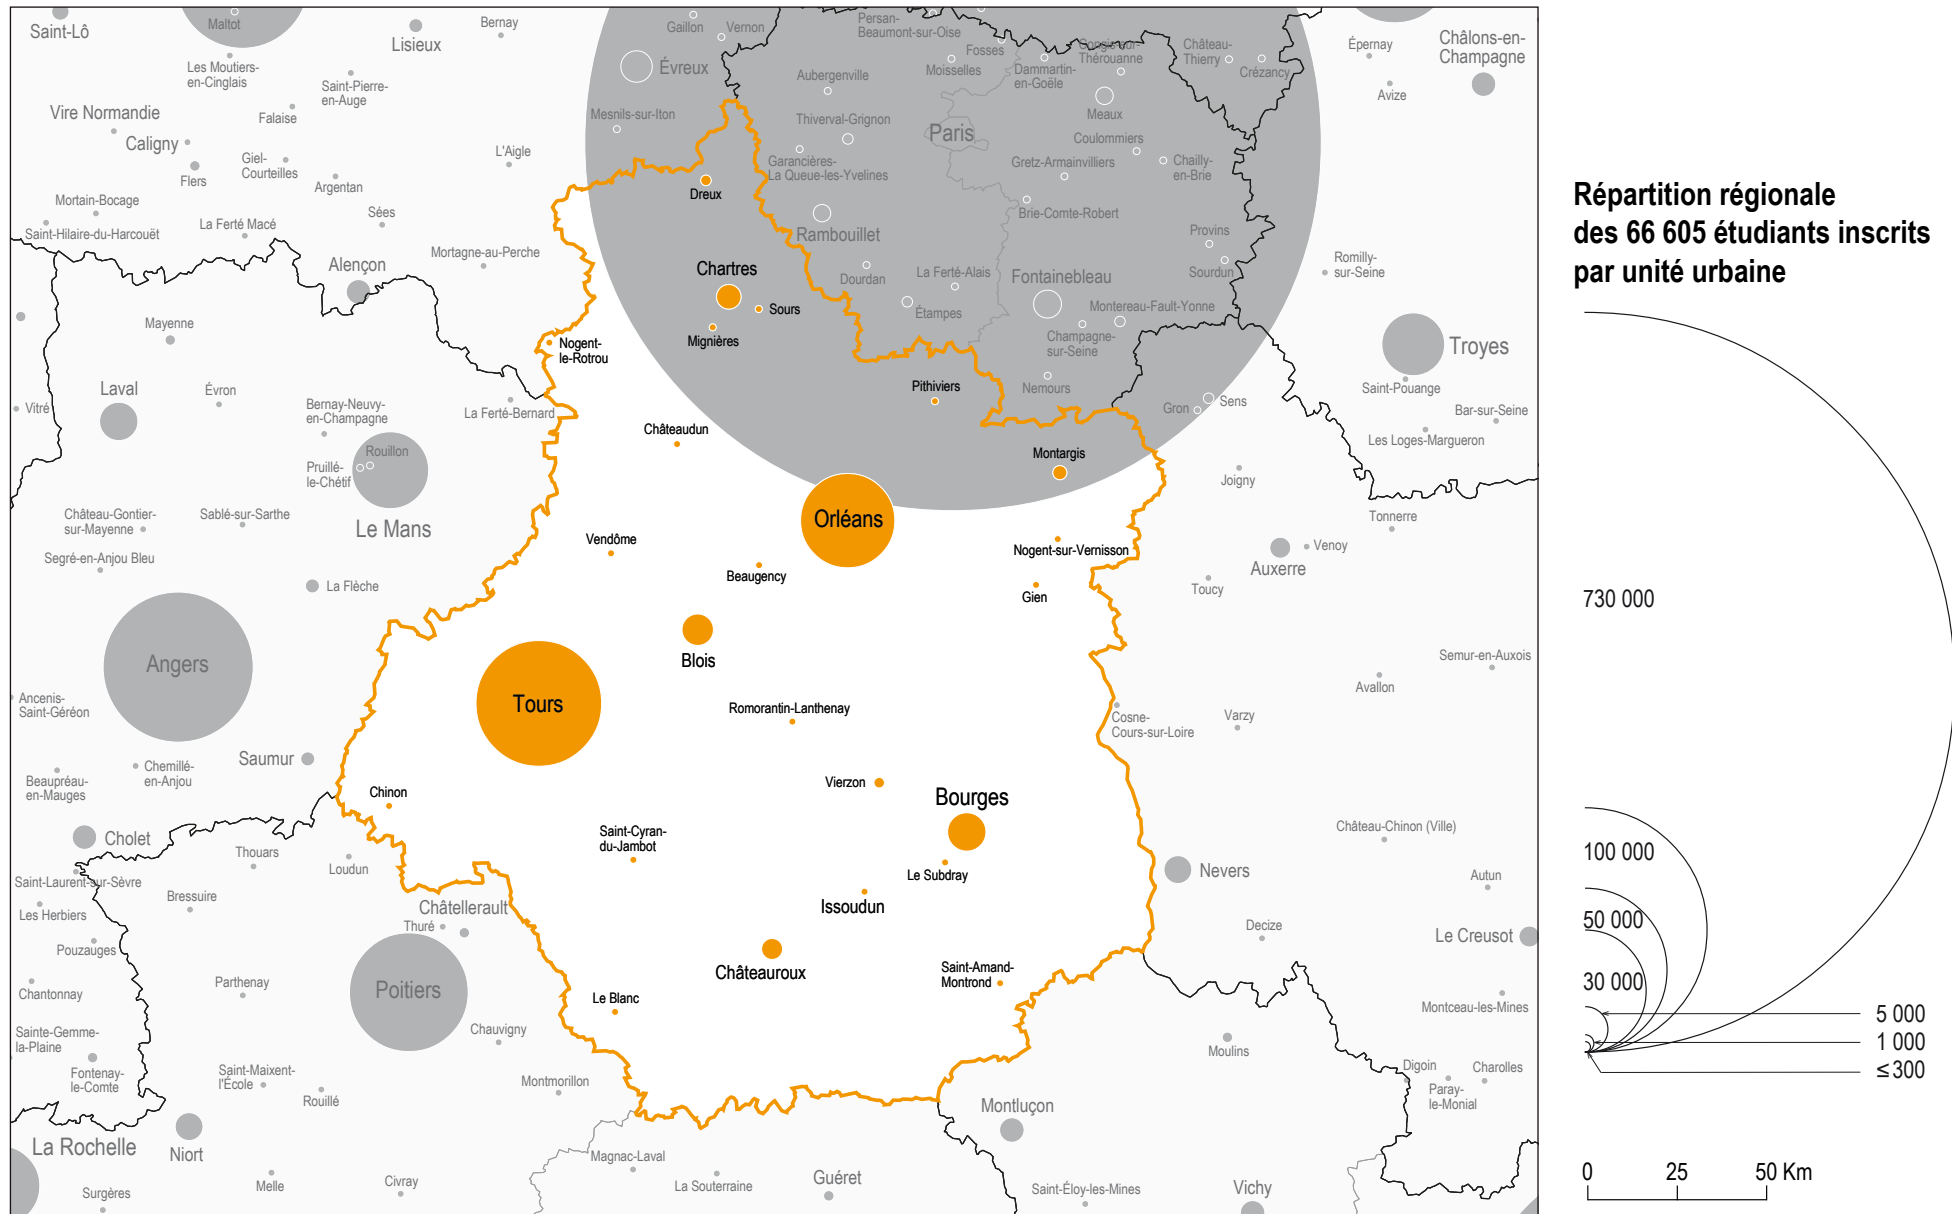 Saint-Lô
Maltot
Lisieux
Bernay
Gaillon
Vernon
Persan-
Beaumont-sur-Oise
Fosses
Congis-sur-
Thérouanne
Château-
Thierry
Crézancy
Épernay
Châlons-en-
Champagne
Les Moutiers-
en-Cinglais
Saint-Pierre-
en-Auge
Évreux
Aubergenville
Moisselles
Dammartin-
en-Goële
Avize
Vire Normandie
Falaise
Mesnils-sur-Iton
Thiverval-Grignon
Paris
Meaux
Caligny
Giel-
Courteilles
L'Aigle
Garancières-
La Queue-les-Yvelines
Coulommiers
Gretz-Armainvilliers
Chailly-
en-Brie
Flers
Argentan
Dreux
Mortain-Bocage
Sées
Brie-Comte-Robert
Saint-Hilaire-du-Harcouët
La Ferté Macé
Rambouillet
Provins
Mortagne-au-Perche
Alençon
Chartres
Dourdan
La Ferté-Alais
Fontainebleau
Sourdun
Romilly-
sur-Seine
Sours
Étampes
Montereau-Fault-Yonne
Mayenne
Mignières
Champagne-
sur-Seine
Nogent-
le-Rotrou
Troyes
Laval
Évron
Pithiviers
Nemours
Saint-Pouange
Vitré
Bernay-Neuvy-
en-Champagne
La Ferté-Bernard
Gron
Sens
Bar-sur-Seine
Châteaudun
Les Loges-Margueron
Rouillon
Pruillé-
le-Chétif
Montargis
Joigny
Château-Gontier-
sur-Mayenne
Sablé-sur-Sarthe
Le Mans
Orléans
Tonnerre
Segré-en-Anjou Bleu
Vendôme
Nogent-sur-Vernisson
Venoy
Auxerre
La Flèche
Beaugency
Gien
Toucy
Angers
Blois
Semur-en-Auxois
Avallon
Ancenis-
Saint-Géréon
Tours
Romorantin-Lanthenay
Cosne-
Cours-sur-Loire
Varzy
Saumur
Chemillé-
en-Anjou
Beaupréau-
en-Mauges
Chinon
Vierzon
Bourges
Cholet
Saint-Cyran-
du-Jambot
Château-Chinon (Ville)
Thouars
Loudun
Le Subdray
Nevers
Autun
Saint-Laurent-sur-Sèvre
Bressuire
Les Herbiers
Châtellerault
Issoudun
Thuré
Decize
Le Creusot
Pouzauges
Parthenay
Poitiers
Châteauroux
Saint-Amand-
Montrond
Chantonnay
Le Blanc
Montceau-les-Mines
Sainte-Gemme-
la-Plaine
Chauvigny
Moulins
Fontenay-
le-Comte
Saint-Maixent-
l'École
Rouillé
Montmorillon
Digoin
Charolles
Paray-
le-Monial
Montluçon
La Rochelle
Niort
Magnac-Laval
La Souterraine
Guéret
Surgères
Melle
Civray
Saint-Éloy-les-Mines
Vichy
Répartition régionale
des 66 605 étudiants inscrits
par unité urbaine
730 000
100 000
50 000
30 000
5 000
1 000
≤ 300
0 25 50 Km